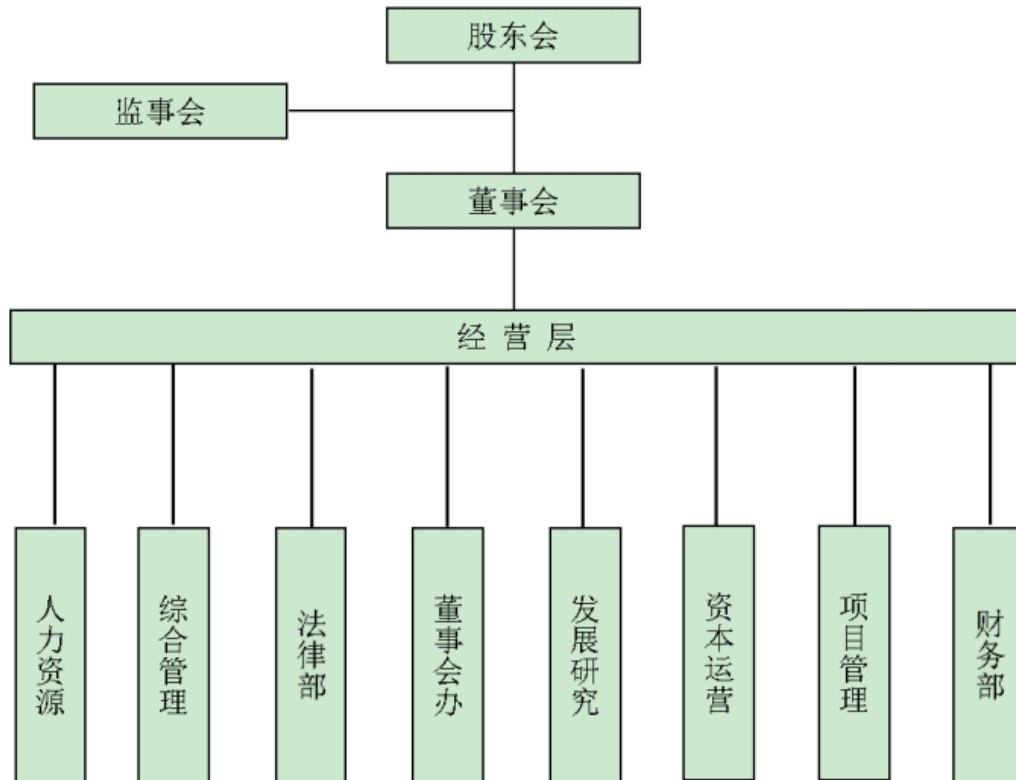 股东会
监事会
董事会
经营层
人力资源
综合管理
法律部
董事会办
发展研究
资本运营
项目管理
财务部